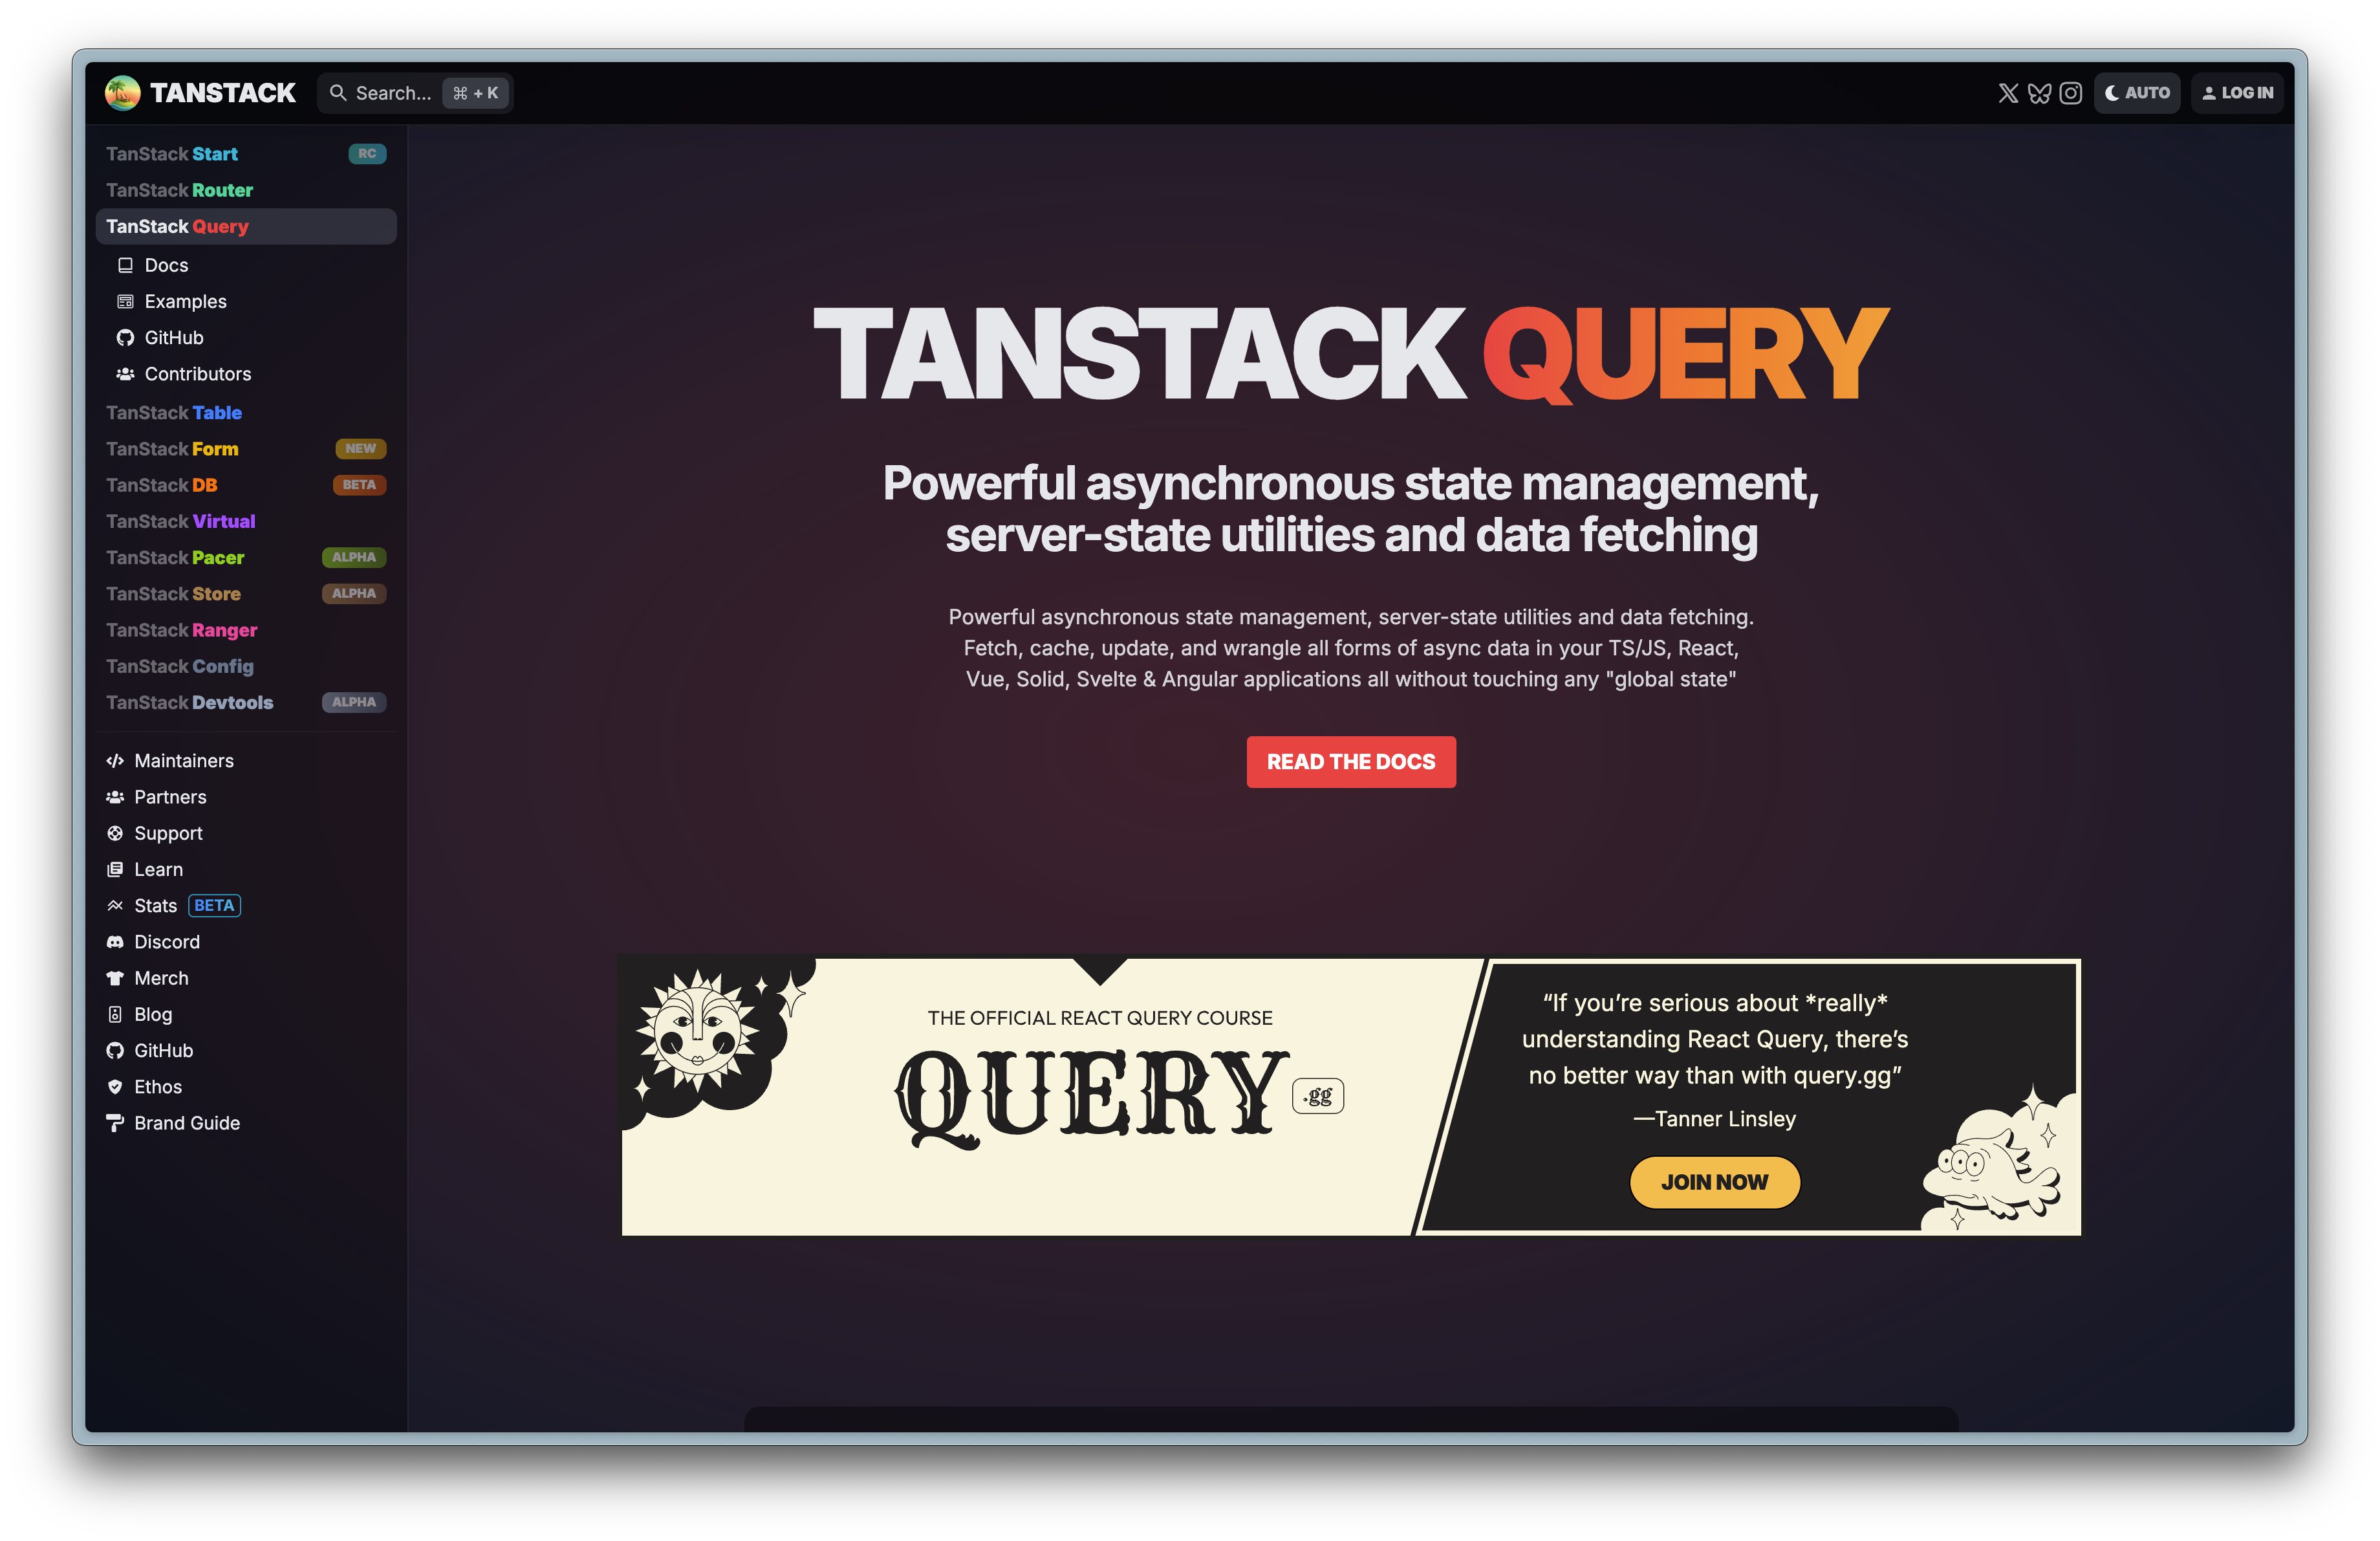 TANSTACK
Search...
⌘ + K
AUTO
LOG IN
TanStack Start
RC
TanStack Router
TanStack Query
Docs
Examples
GitHub
Contributors
TanStack Table
TanStack Form
NEW
TanStack DB
BETA
TanStack Virtual
TanStack Pacer
ALPHA
TanStack Store
ALPHA
TanStack Ranger
TanStack Config
TanStack Devtools
ALPHA
Maintainers
Partners
Support
Learn
Stats
BETA
Discord
Merch
Blog
GitHub
Ethos
Brand Guide
TANSTACK QUERY
Powerful asynchronous state management,
server-state utilities and data fetching
Powerful asynchronous state management, server-state utilities and data fetching.
Fetch, cache, update, and wrangle all forms of async data in your TS/JS, React,
Vue, Solid, Svelte & Angular applications all without touching any "global state"
READ THE DOCS
THE OFFICIAL REACT QUERY COURSE
QUERY
.gg
“If you’re serious about *really*
understanding React Query, there’s
no better way than with query.gg”
—Tanner Linsley
JOIN NOW